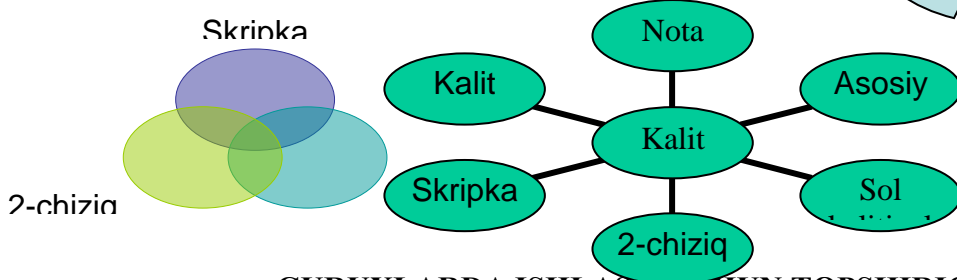 Skripka
2-chiziq
Nota
Kalit
Asosiy
Kalit
Skripka
Sol
2-chiziq